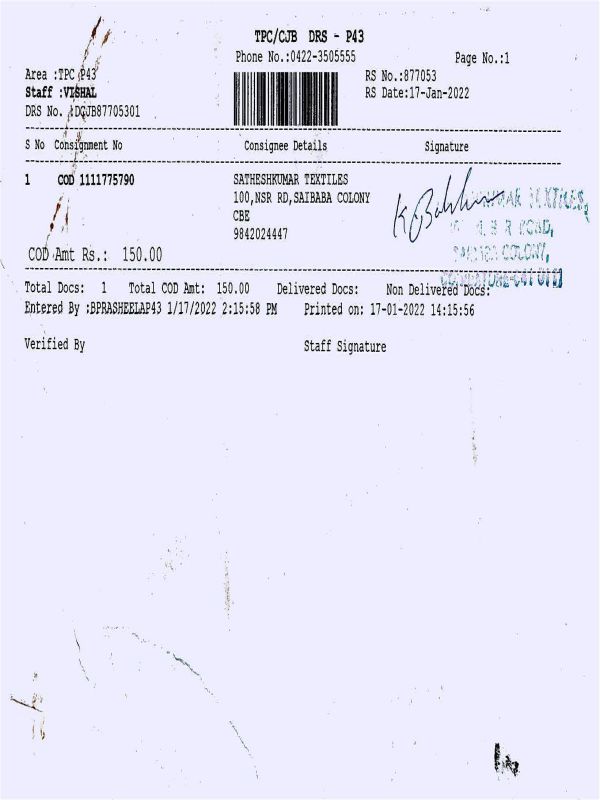 TPC/CJB DRS - P43
Phone No.:0422-3505555 Page No.:1
Area :TPC P43 RS No.:877053
Staff :VISHAL RS Date:17-Jan-2022
DRS No. :DCJB87705301
S No Consignment No Consignee Details Signature
1 COD 1111775790 SATHESHKUMAR TEXTILES
100,NSR RD,SAIBABA COLONY
CBE
9842024447
TEXTILES,
ROAD,
COLONY,
COD Amt Rs.: 150.00
Total Docs: 1 Total COD Amt: 150.00 Delivered Docs: Non Delivered Docs:
Entered By :BPRASHEELAP43 1/17/2022 2:15:58 PM Printed on: 17-01-2022 14:15:56
Verified By Staff Signature